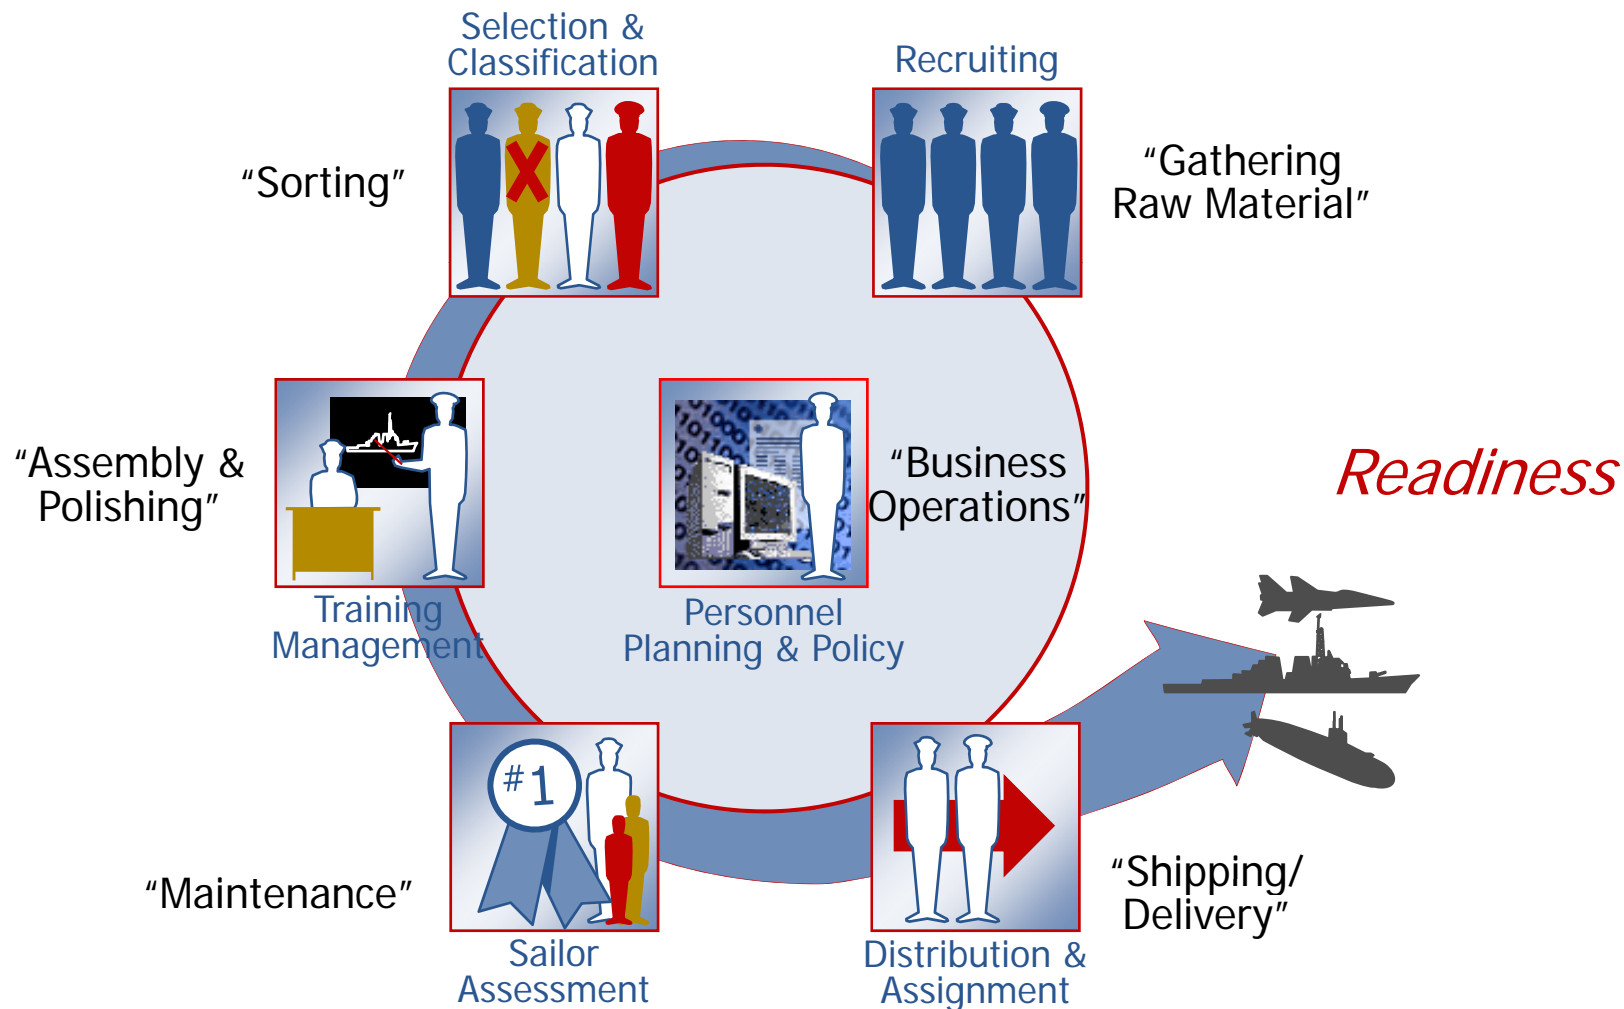 Selection &
Classification
Recruiting
“Sorting”
“Gathering
Raw Material”
“Assembly &
Polishing”
“Business
Operations”
Readiness
Training
Management
Personnel
Planning & Policy
#1
“Maintenance”
“Shipping/
Delivery”
Sailor
Assessment
Distribution &
Assignment